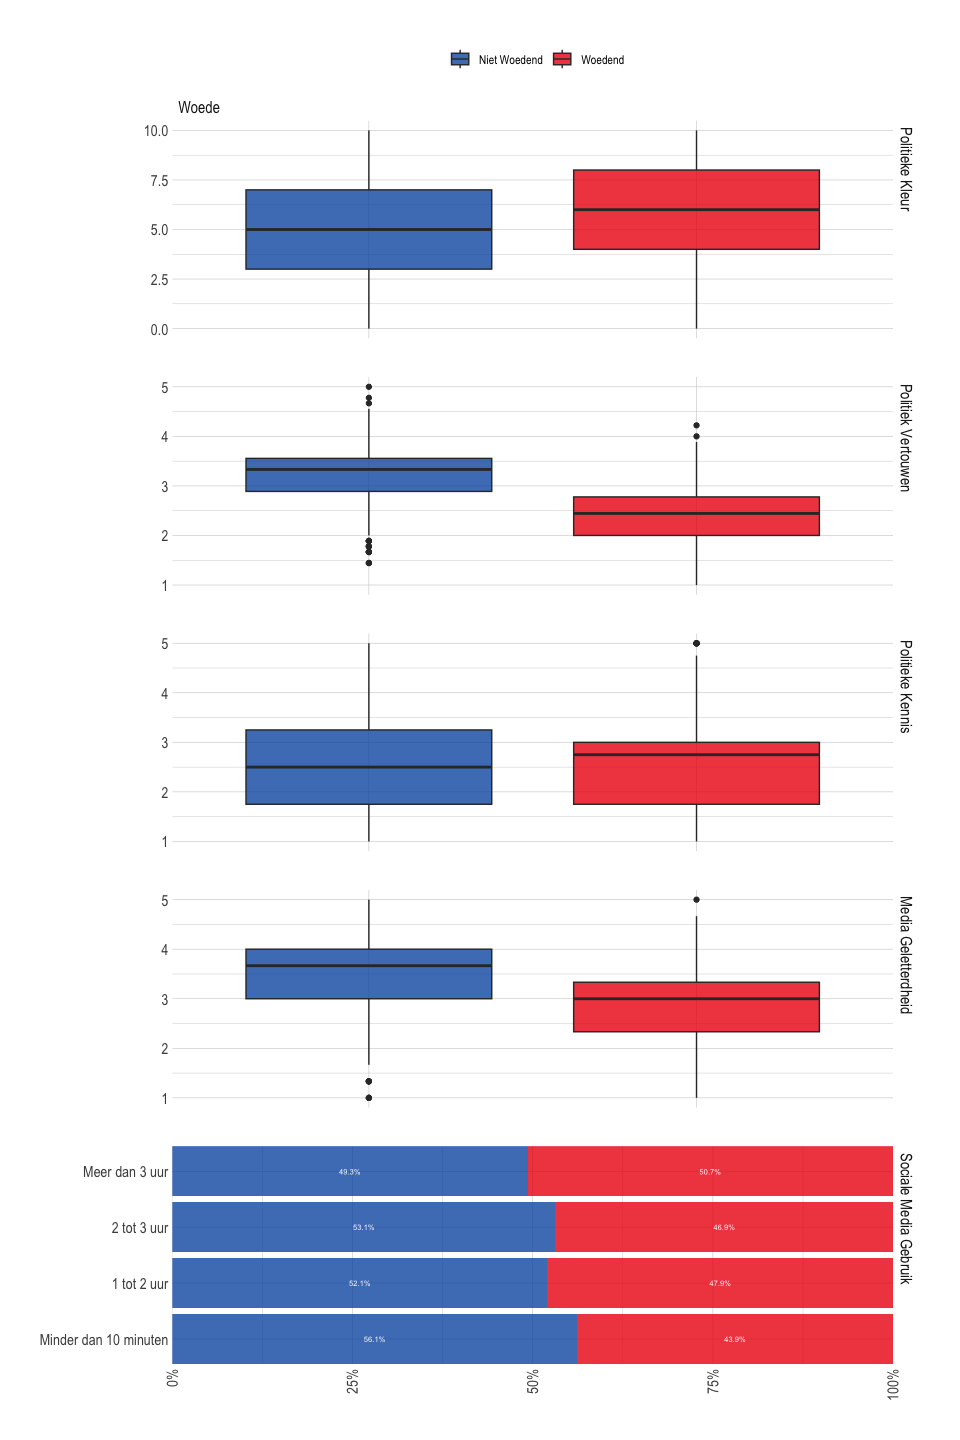 Niet Woedend
Woedend
Woede
10.0
7.5
5.0
2.5
0.0
Politieke Kleur
5
4
3
2
1
Politiek Vertouwen
5
4
3
2
1
Politieke Kennis
5
4
3
2
1
Media Geletterdheid
Meer dan 3 uur
49.3%
50.7%
2 tot 3 uur
53.1%
46.9%
1 tot 2 uur
52.1%
47.9%
Minder dan 10 minuten
56.1%
43.9%
Sociale Media Gebruik
0%
25%
50%
75%
100%